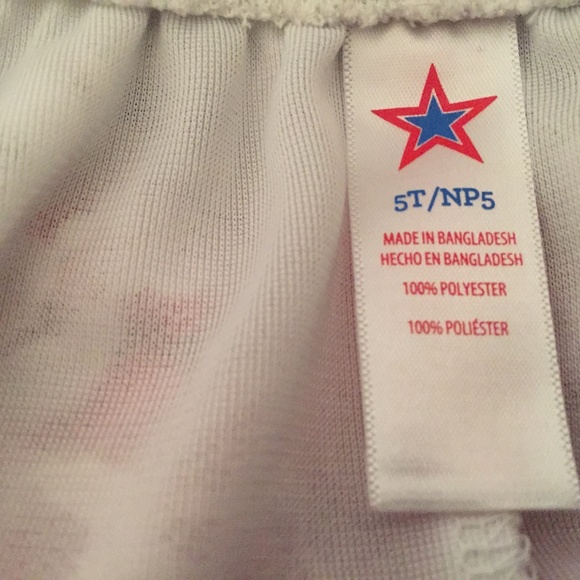 5T/NP5
MADE IN BANGLADESH
HECHO EN BANGLADESH
100% POLYESTER
100% POLIÉSTER